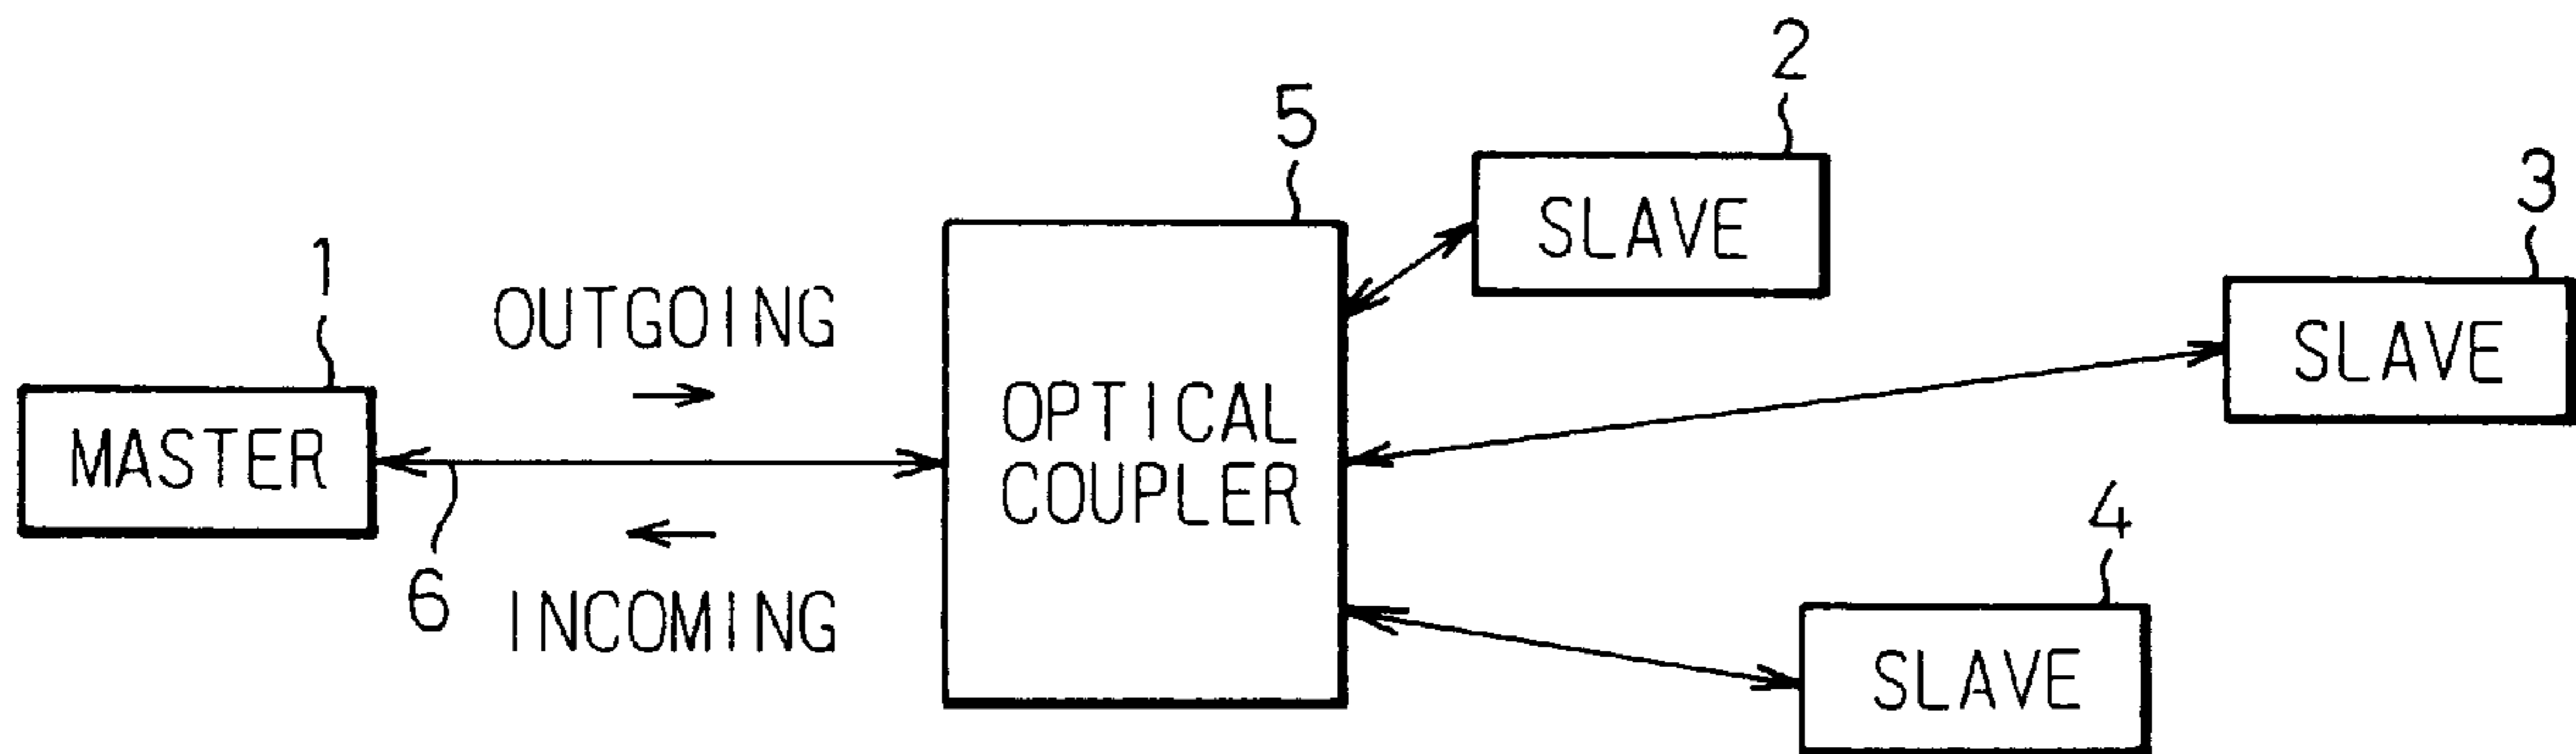 2
5
SLAVE
3
1
OUTGOING
SLAVE
OPTICAL
COUPLER
MASTER
4
6
INCOMING
SLAVE